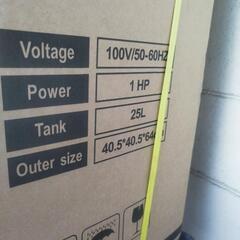 Voltage 100V/50-60HZ
Power 1 HP
Tank 25L
Outer size 40.5*40.5*64